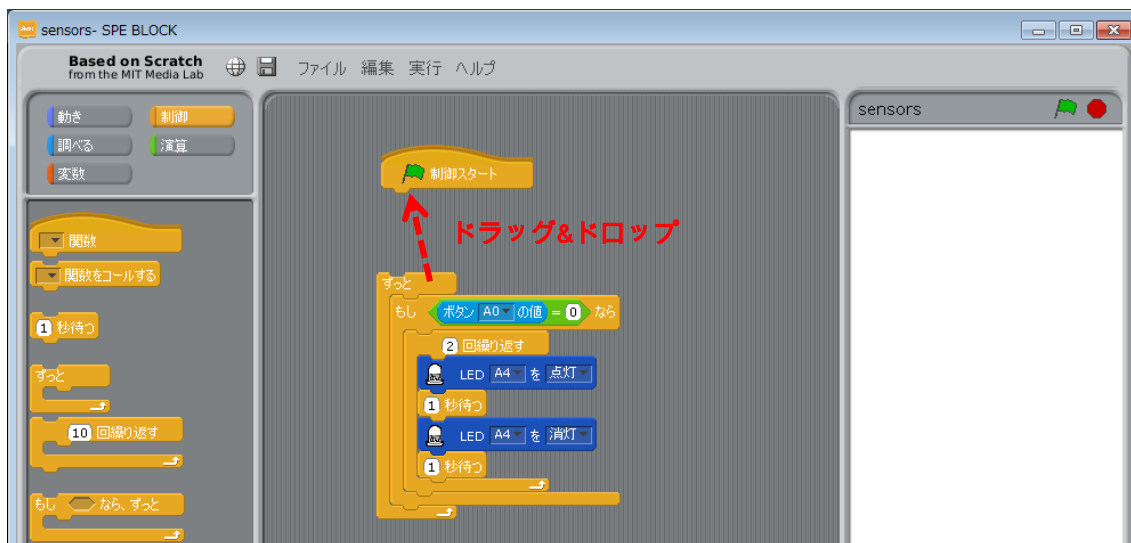 sensors- SPE BLOCK
Based on Scratch
from the MIT Media Lab
ファイル 編集 実行 ヘルプ
動き 制御
調べる 演算
変数
関数
関数をコールする
1 秒待つ
ずっと
10 回繰り返す
もし なら、ずっと
制御スタート
ドラッグ&ドロップ
ずっと
もし ボタン A0 の値 = 0 なら
2 回繰り返す
LED A4 を 点灯
1 秒待つ
LED A4 を 消灯
1 秒待つ
sensors